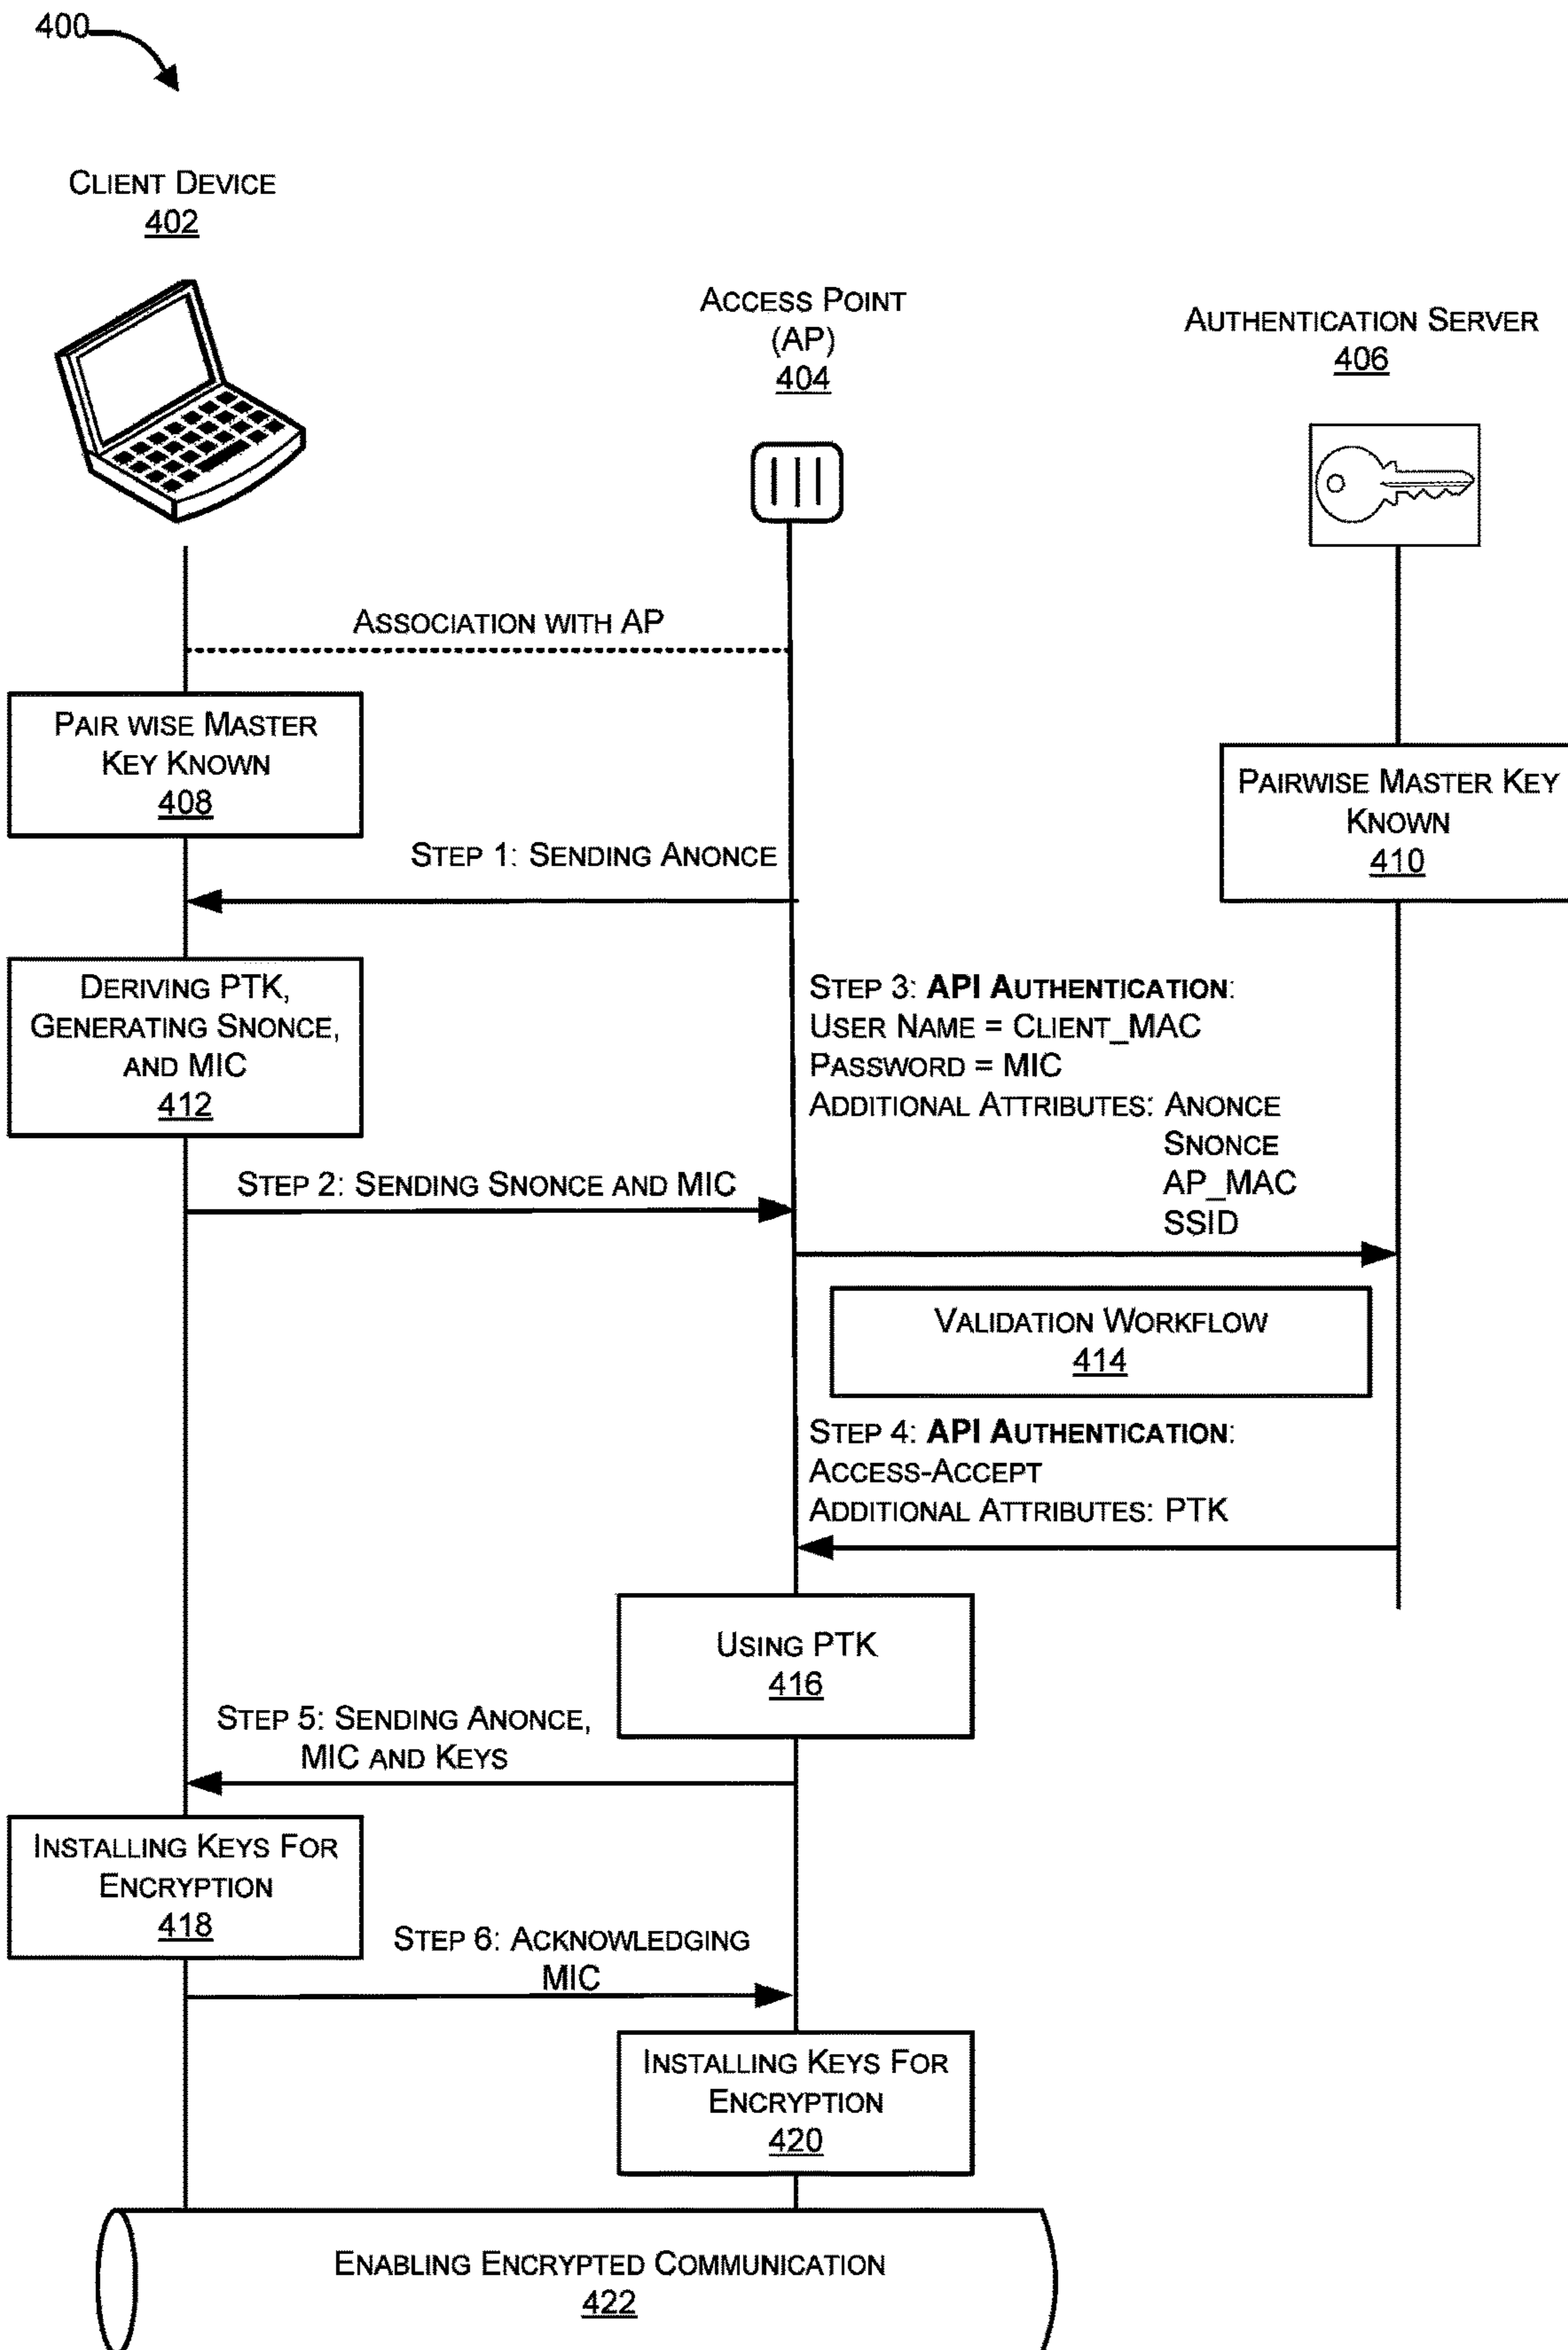 400
CLIENT DEVICE
402
ACCESS POINT
(AP)
404
AUTHENTICATION SERVER
406
ASSOCIATION WITH AP
PAIR WISE MASTER
KEY KNOWN
408
PAIRWISE MASTER KEY
KNOWN
410
STEP 1: SENDING ANONCE
DERIVING PTK,
GENERATING SNONCE,
AND MIC
412
STEP 2: SENDING SNONCE AND MIC
STEP 3: API AUTHENTICATION:
USER NAME = CLIENT_MAC
PASSWORD = MIC
ADDITIONAL ATTRIBUTES: ANONCE
SNONCE
AP_MAC
SSID
VALIDATION WORKFLOW
414
STEP 4: API AUTHENTICATION:
ACCESS-ACCEPT
ADDITIONAL ATTRIBUTES: PTK
USING PTK
416
STEP 5: SENDING ANONCE,
MIC AND KEYS
INSTALLING KEYS FOR
ENCRYPTION
418
STEP 6: ACKNOWLEDGING
MIC
INSTALLING KEYS FOR
ENCRYPTION
420
ENABLING ENCRYPTED COMMUNICATION
422